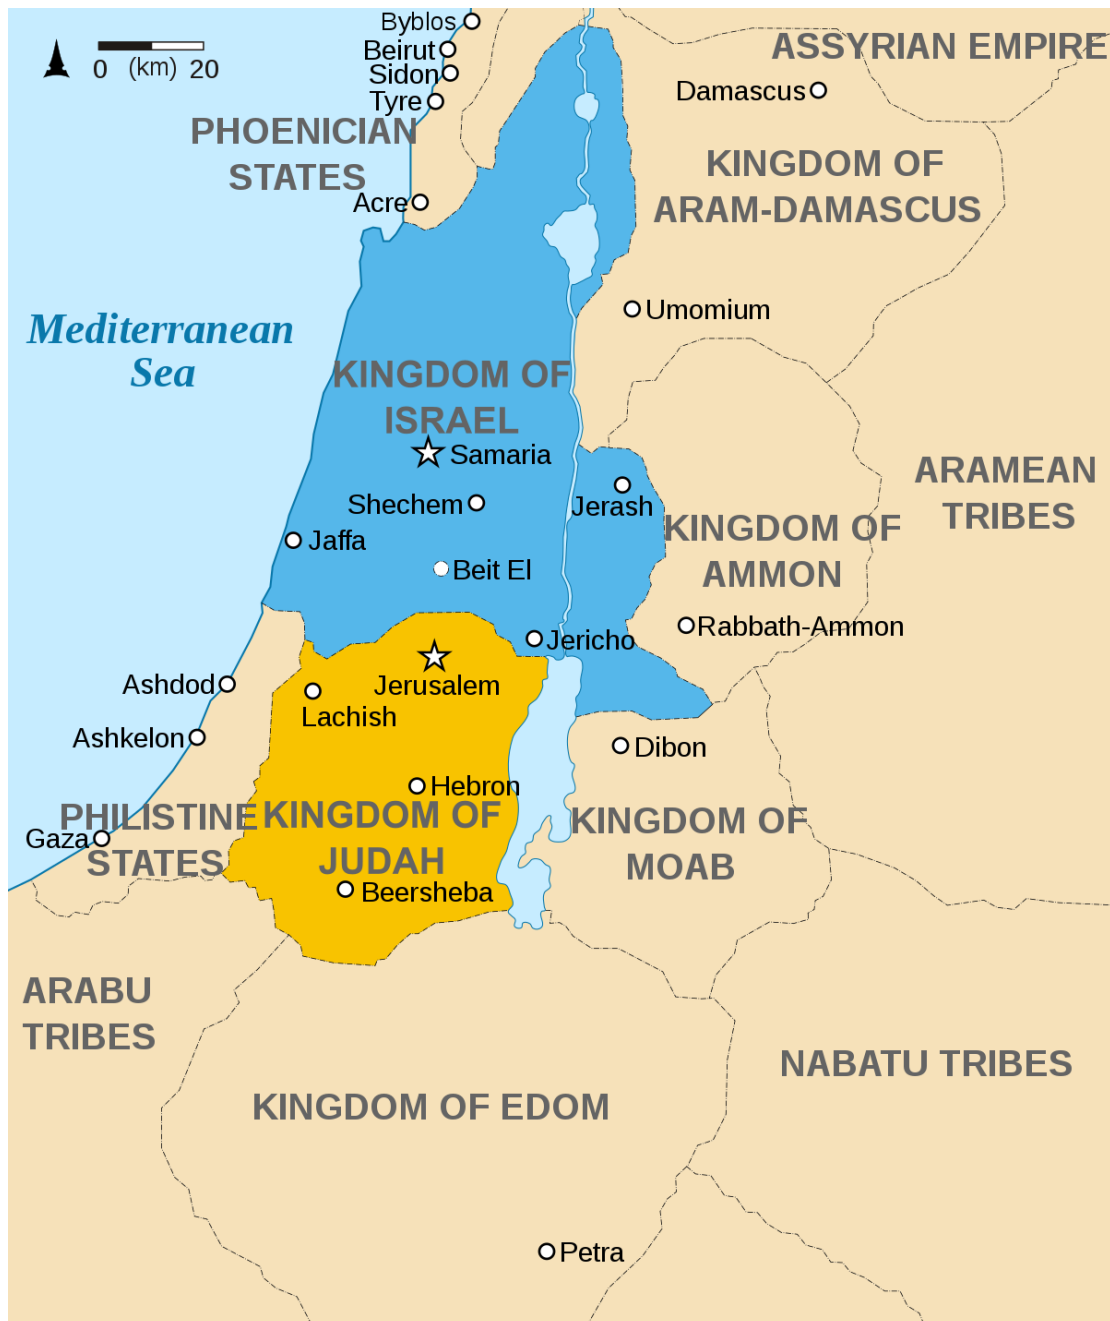 Byblos
Beirut
0 (km) 20
Sidon
Tyre
ASSYRIAN EMPIRE
Damascus
PHOENICIAN
STATES
KINGDOM OF
ARAM-DAMASCUS
Acre
Umomium
Mediterranean
Sea
KINGDOM OF
ISRAEL
Samaria
Shechem
Jerash
ARAMEAN
TRIBES
Jaffa
KINGDOM OF
AMMON
Beit El
Jericho
Rabbath-Ammon
Jerusalem
Ashdod
Lachish
Ashkelon
Dibon
Hebron
PHILISTINE
STATES
KINGDOM OF
JUDAH
KINGDOM OF
MOAB
Gaza
Beersheba
ARABU
TRIBES
NABATU TRIBES
KINGDOM OF EDOM
Petra